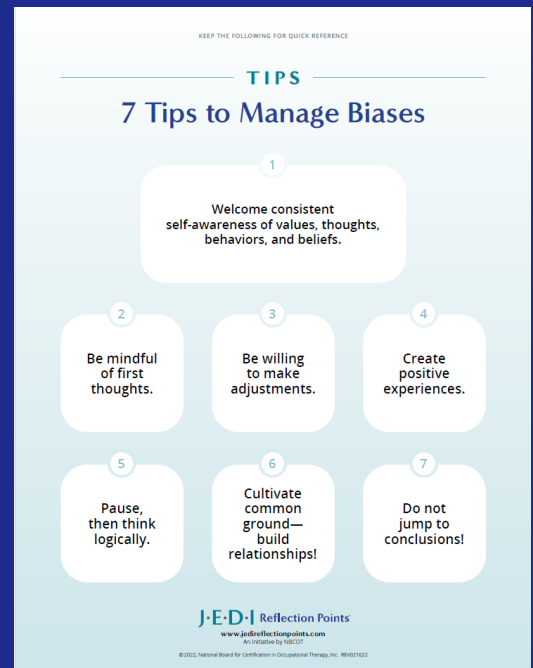 KEEP THE FOLLOWING FOR QUICK REFERENCE
TIPS
7 Tips to Manage Biases
1
Welcome consistent
self-awareness of values, thoughts,
behaviors, and beliefs.
2
Be mindful
of first
thoughts.
3
Be willing
to make
adjustments.
4
Create
positive
experiences.
5
Pause,
then think
logically.
6
Cultivate
common
ground—
build
relationships!
7
Do not
jump to
conclusions!
J·E·D·I Reflection Points™
www.jedireflectionpoints.com
An initiative by NBCOT
©2022, National Board for Certification in Occupational Therapy, Inc. REV021622